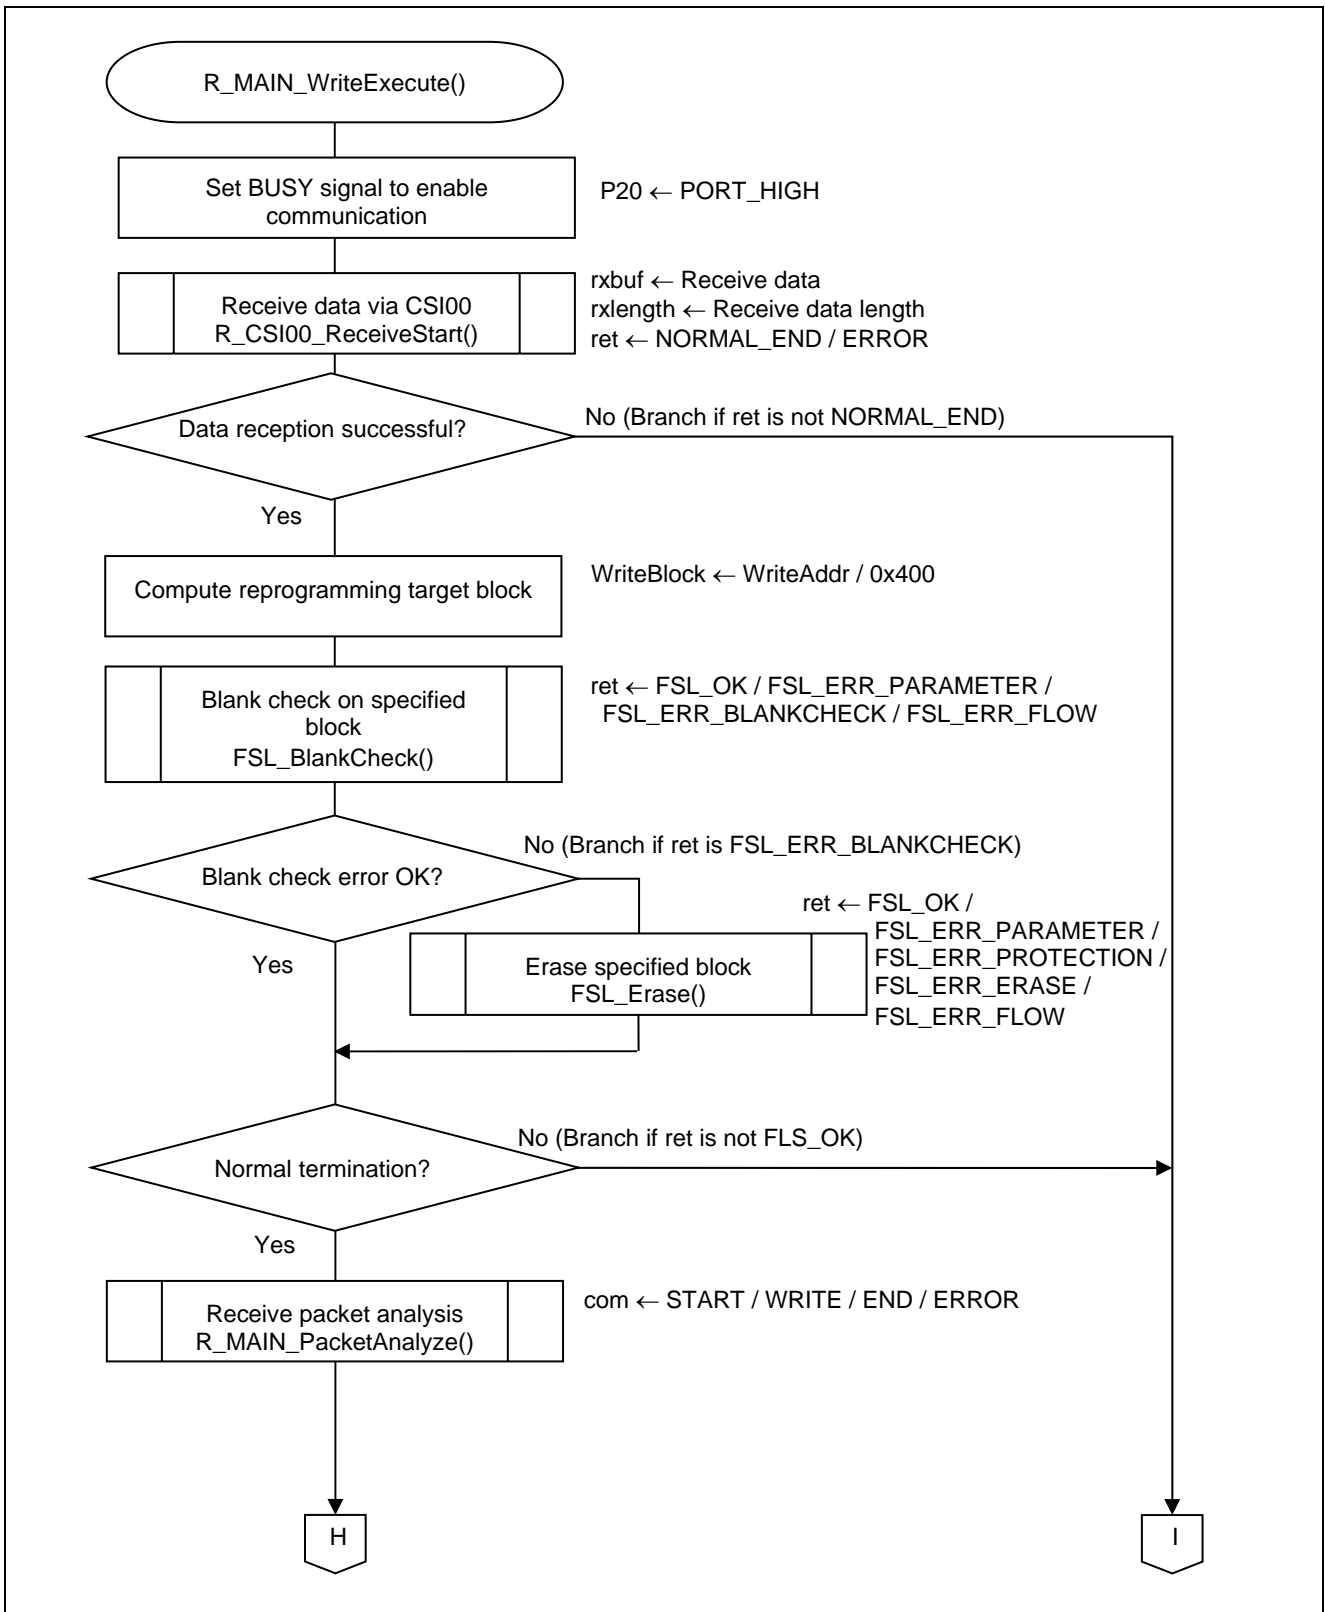 R_MAIN_WriteExecute()
Set BUSY signal to enable
communication
P20 ← PORT_HIGH
Receive data via CSI00
R_CSI00_ReceiveStart()
rxbuf ← Receive data
rxlength ← Receive data length
ret ← NORMAL_END / ERROR
Data reception successful?
No (Branch if ret is not NORMAL_END)
Yes
Compute reprogramming target block
WriteBlock ← WriteAddr / 0x400
Blank check on specified
block
FSL_BlankCheck()
ret ← FSL_OK / FSL_ERR_PARAMETER /
FSL_ERR_BLANKCHECK / FSL_ERR_FLOW
Blank check error OK?
No (Branch if ret is FSL_ERR_BLANKCHECK)
Yes
Erase specified block
FSL_Erase()
ret ← FSL_OK /
FSL_ERR_PARAMETER /
FSL_ERR_PROTECTION /
FSL_ERR_ERASE /
FSL_ERR_FLOW
Normal termination?
No (Branch if ret is not FLS_OK)
Yes
Receive packet analysis
R_MAIN_PacketAnalyze()
com ← START / WRITE / END / ERROR
H
I